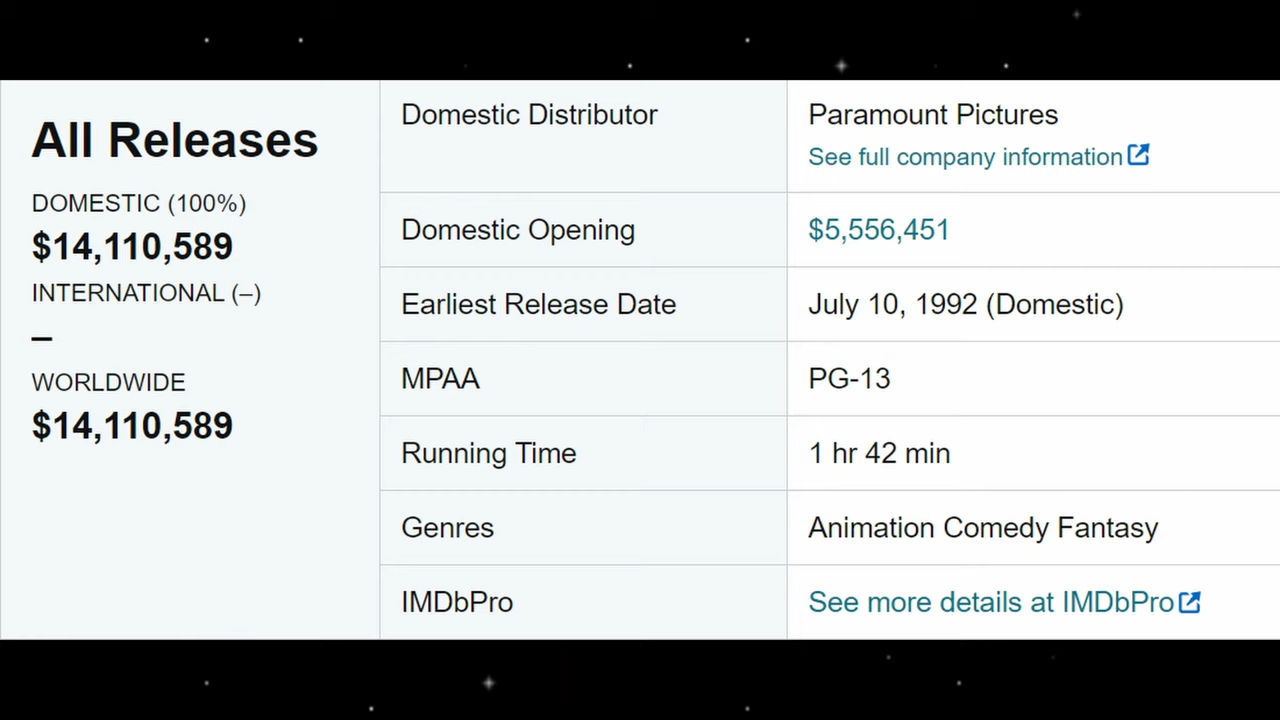 All Releases
DOMESTIC (100%)
$14,110,589
INTERNATIONAL (–)
–
WORLDWIDE
$14,110,589
Domestic Distributor
Paramount Pictures
See full company information
Domestic Opening
$5,556,451
Earliest Release Date
July 10, 1992 (Domestic)
MPAA
PG-13
Running Time
1 hr 42 min
Genres
Animation Comedy Fantasy
IMDbPro
See more details at IMDbPro